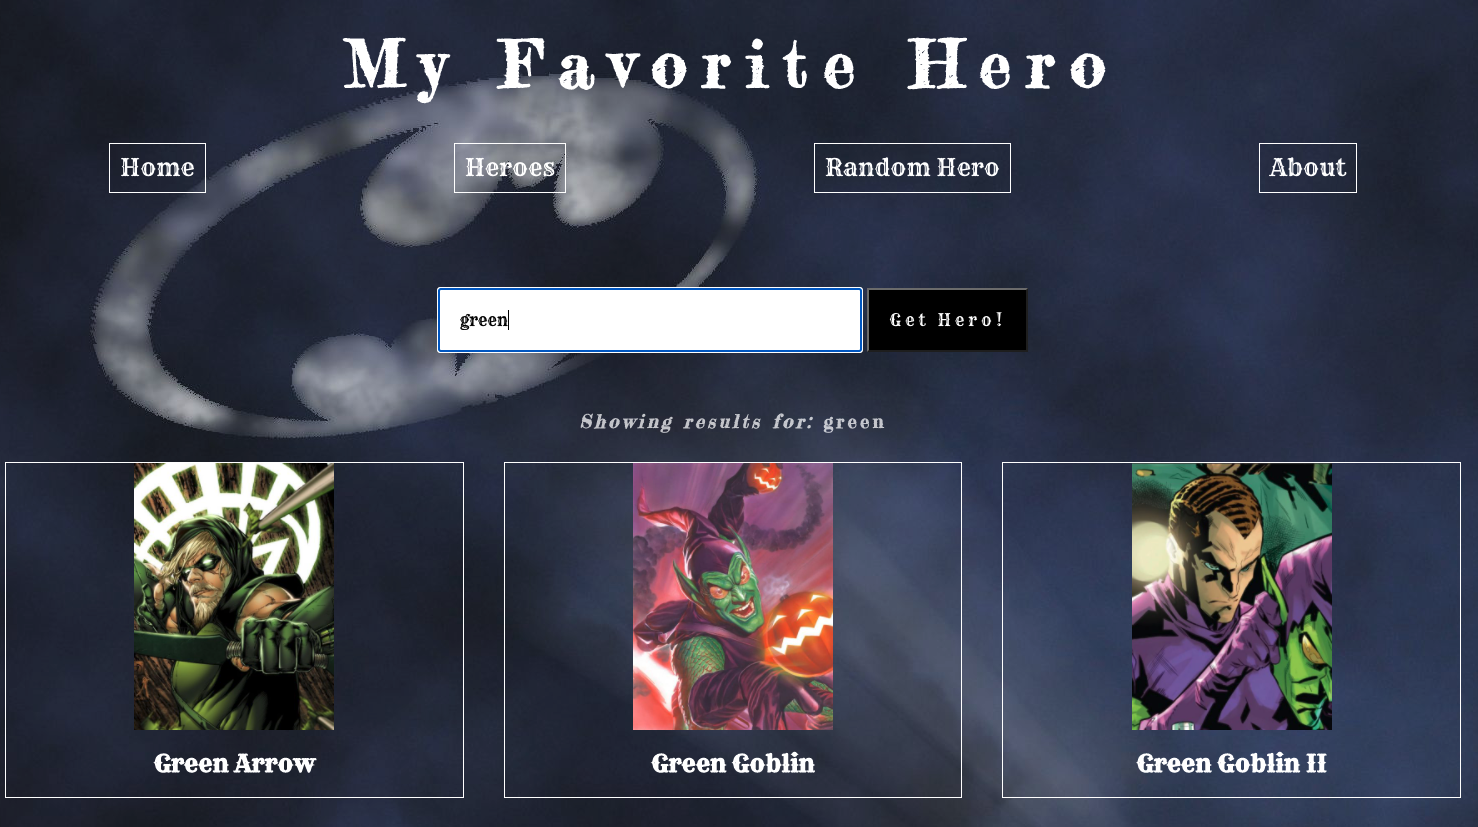 My Favorite Hero
Home Heroes Random Hero About
green Get Hero!
Showing results for: green
Green Arrow Green Goblin Green Goblin II